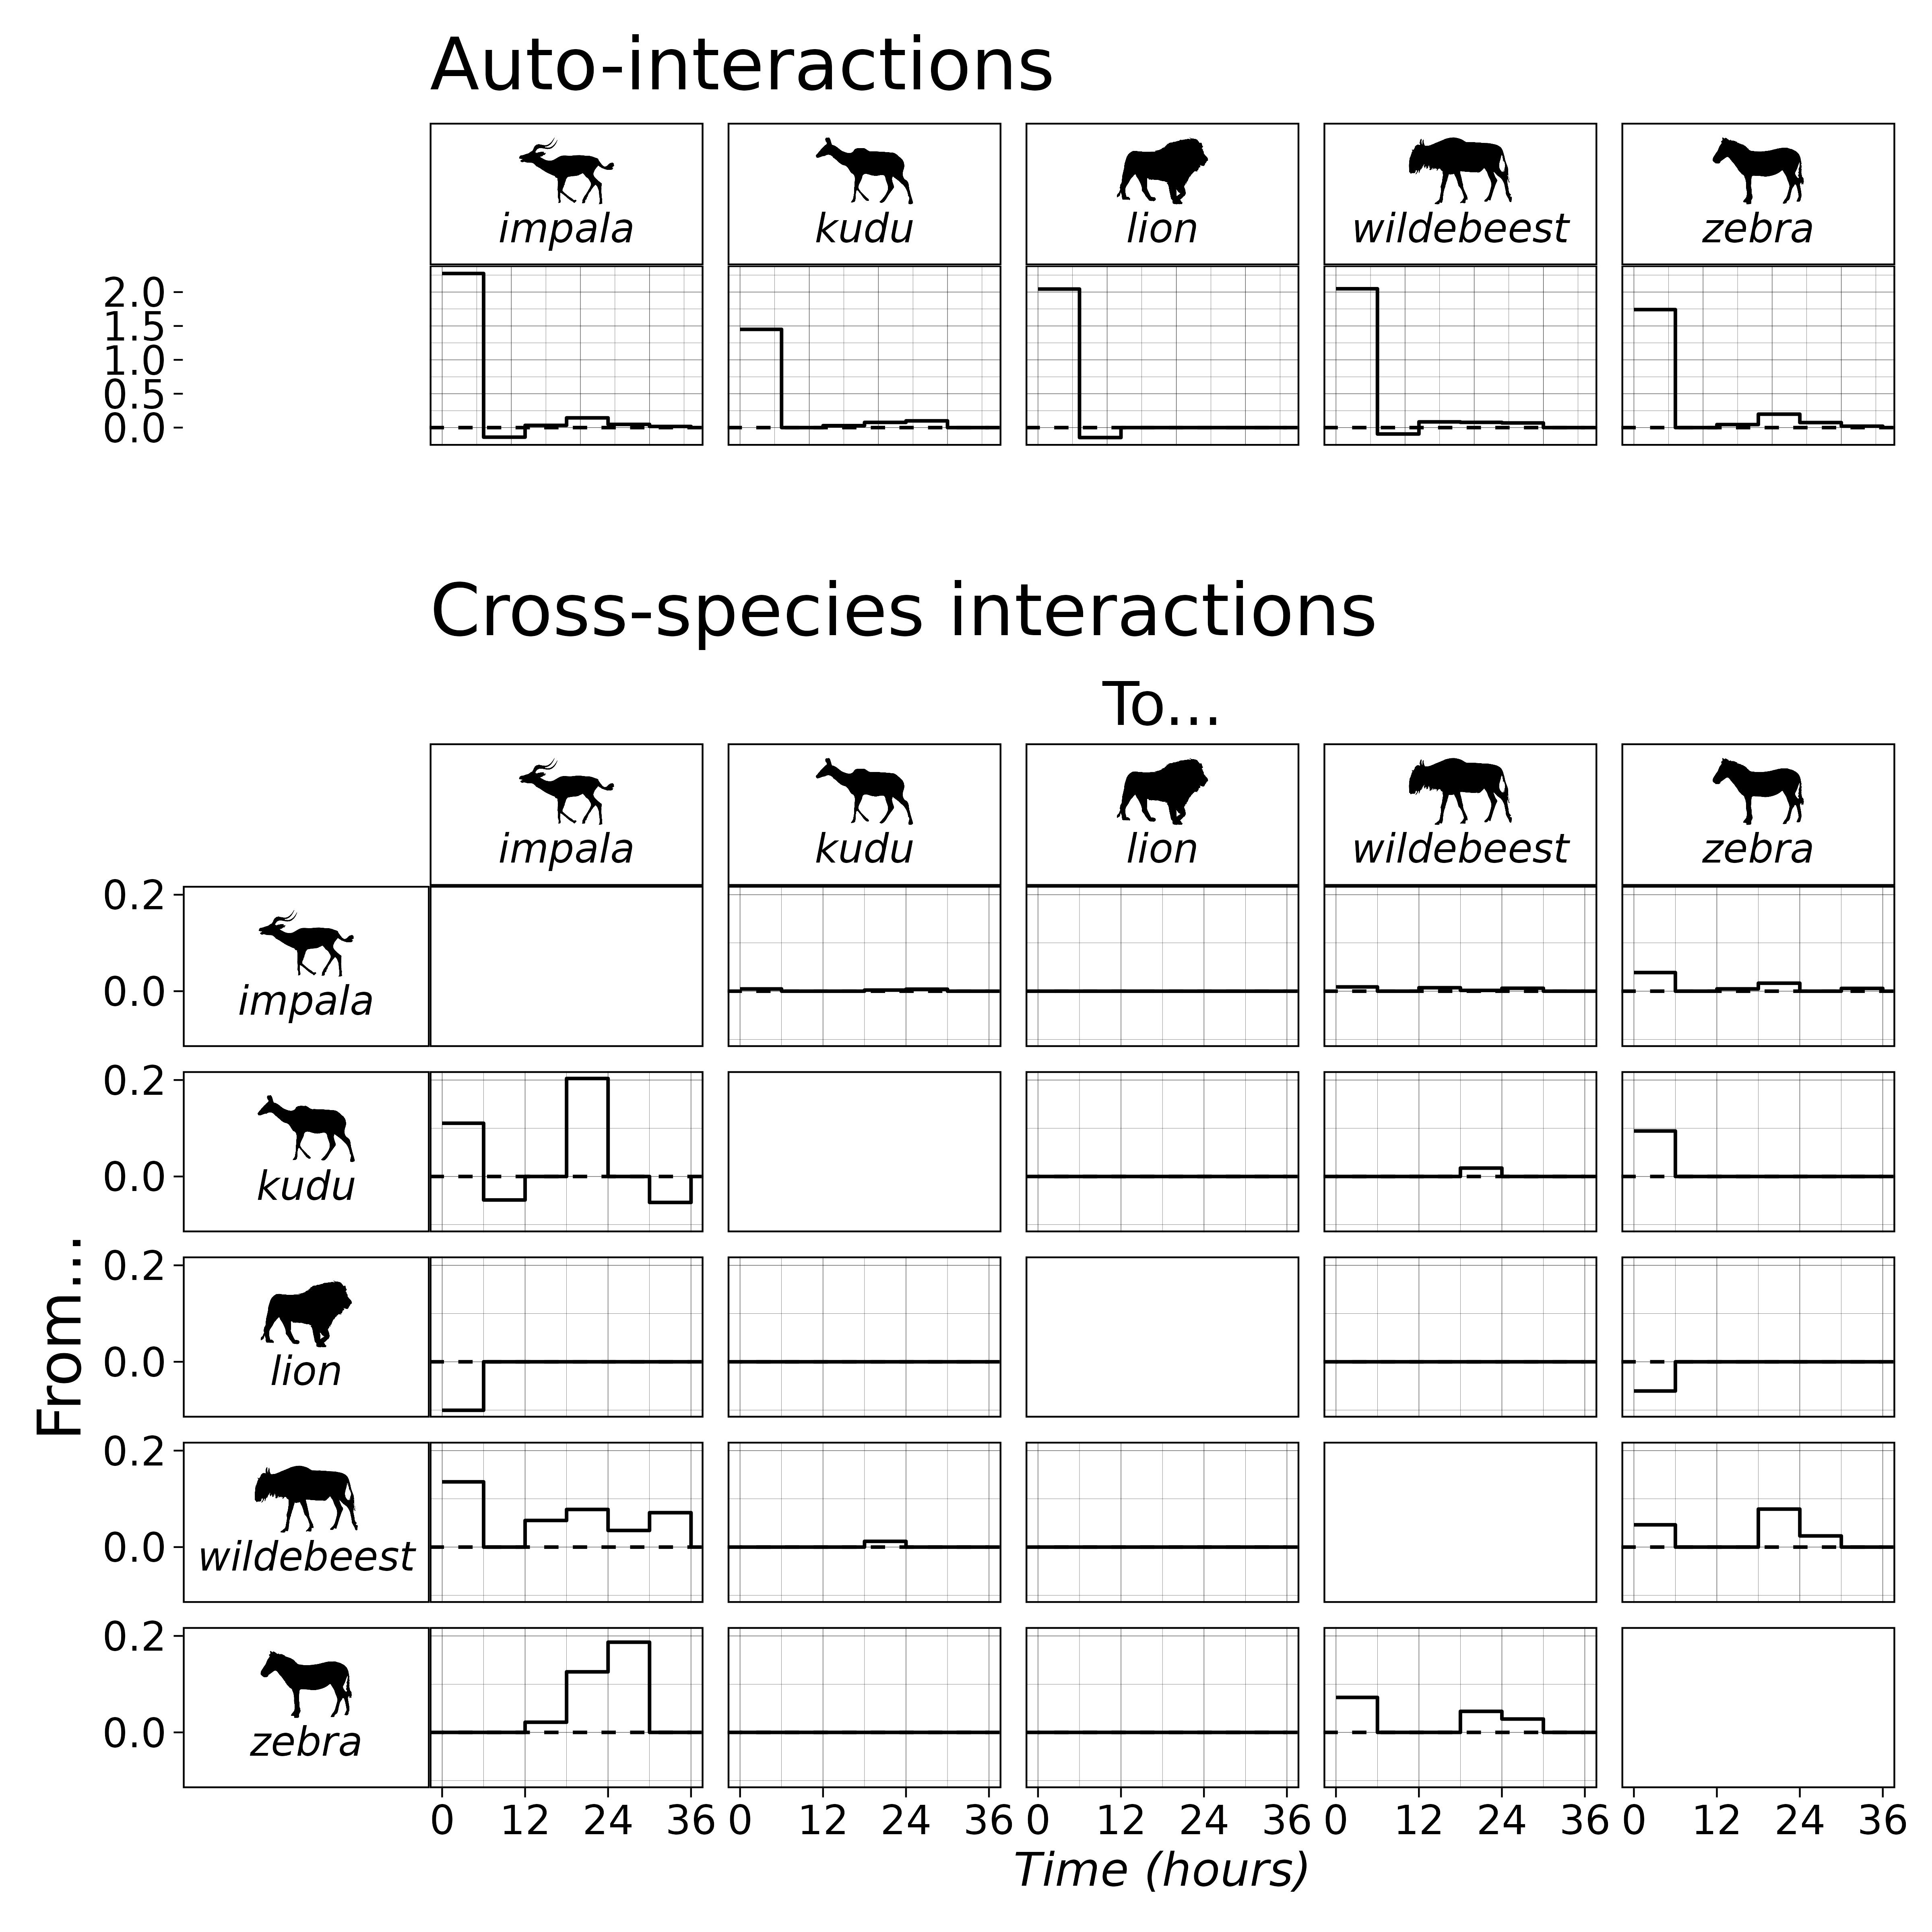 Auto-interactions
impala kudu lion wildebeest zebra
2.0
1.5
1.0
0.5
0.0
Cross-species interactions
To...
impala kudu lion wildebeest zebra
From...
0.2
0.0
impala
0.2
0.0
kudu
0.2
0.0
lion
0.2
0.0
wildebeest
0.2
0.0
zebra
0 12 24 36 0 12 24 36 0 12 24 36 0 12 24 36 0 12 24 36
Time (hours)